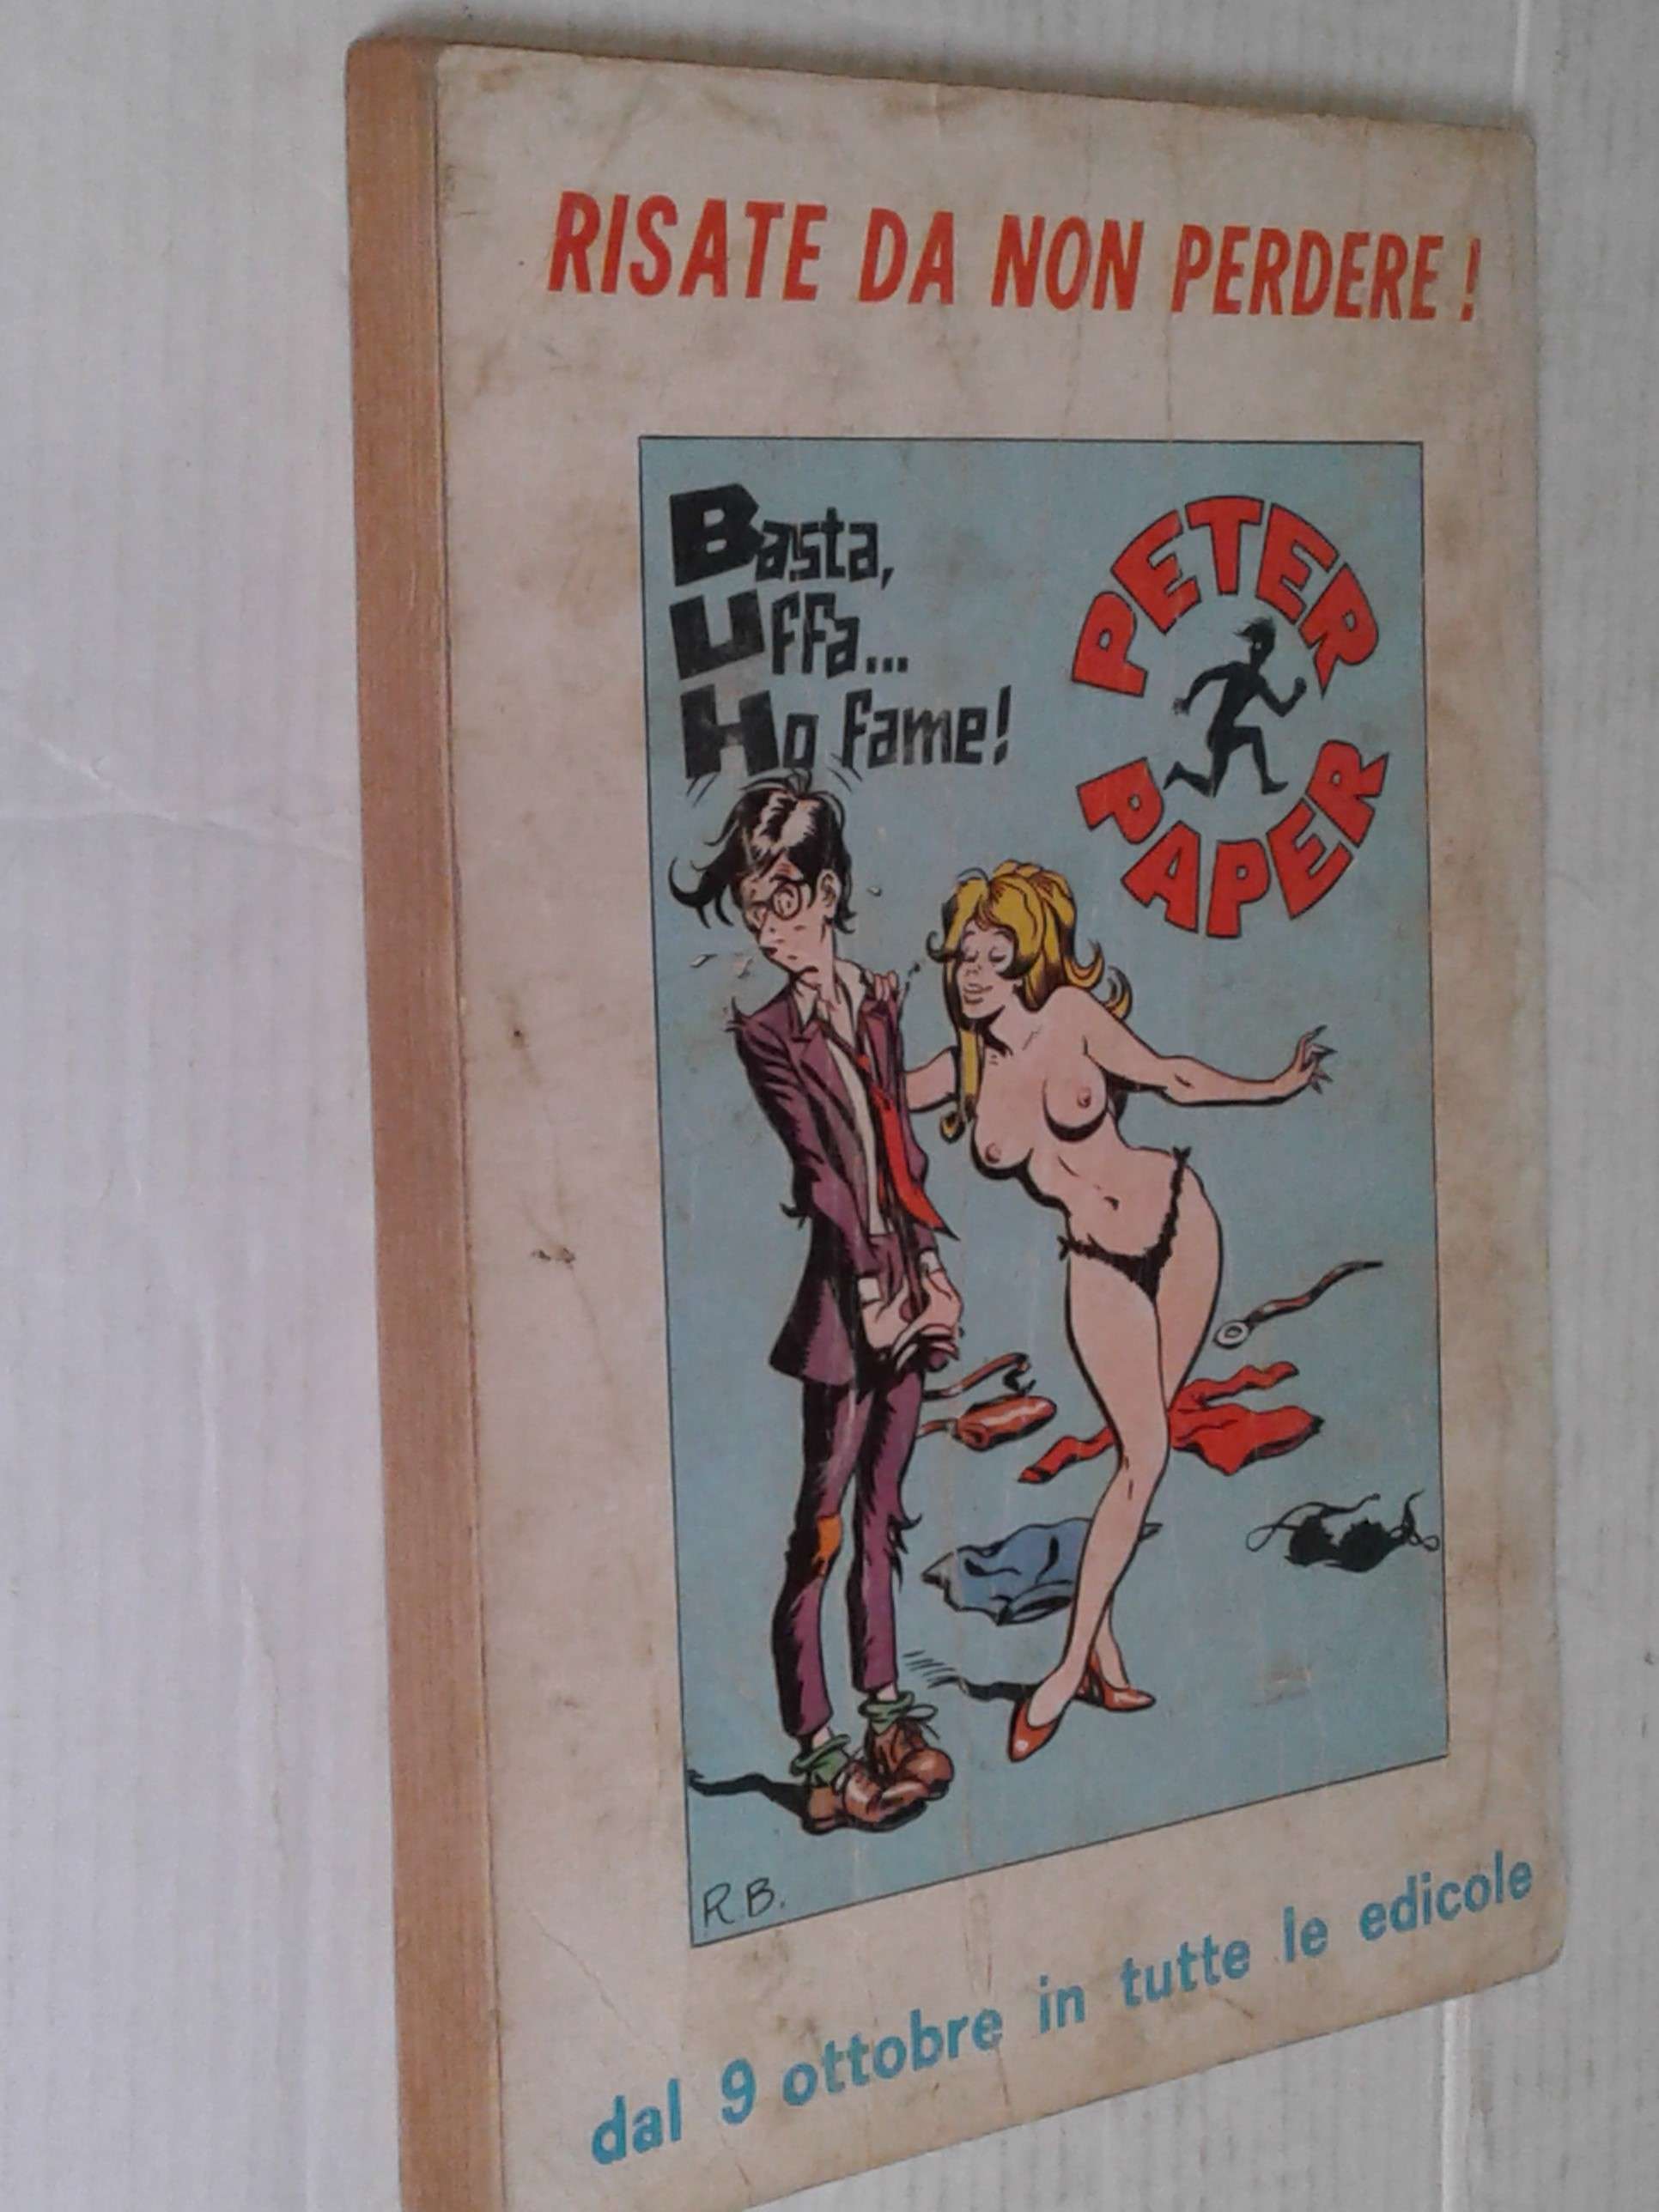 RISATE DA NON PERDERE!
Basta,
Uffa...
Ho fame!
PETER
PAPER
R.B.
dal 9 ottobre in tutte le edicole